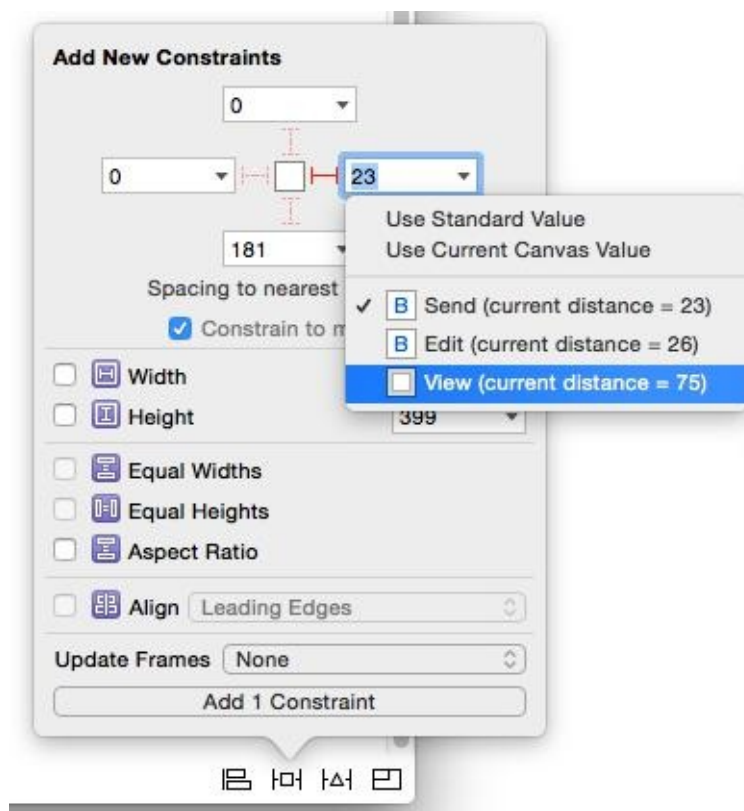 Add New Constraints
0
0
23
181
Use Standard Value
Use Current Canvas Value
Spacing to nearest
✓ B Send (current distance = 23)
Constrain to m
B Edit (current distance = 26)
View (current distance = 75)
Width
Height
399
Equal Widths
Equal Heights
Aspect Ratio
Align Leading Edges
Update Frames None
Add 1 Constraint